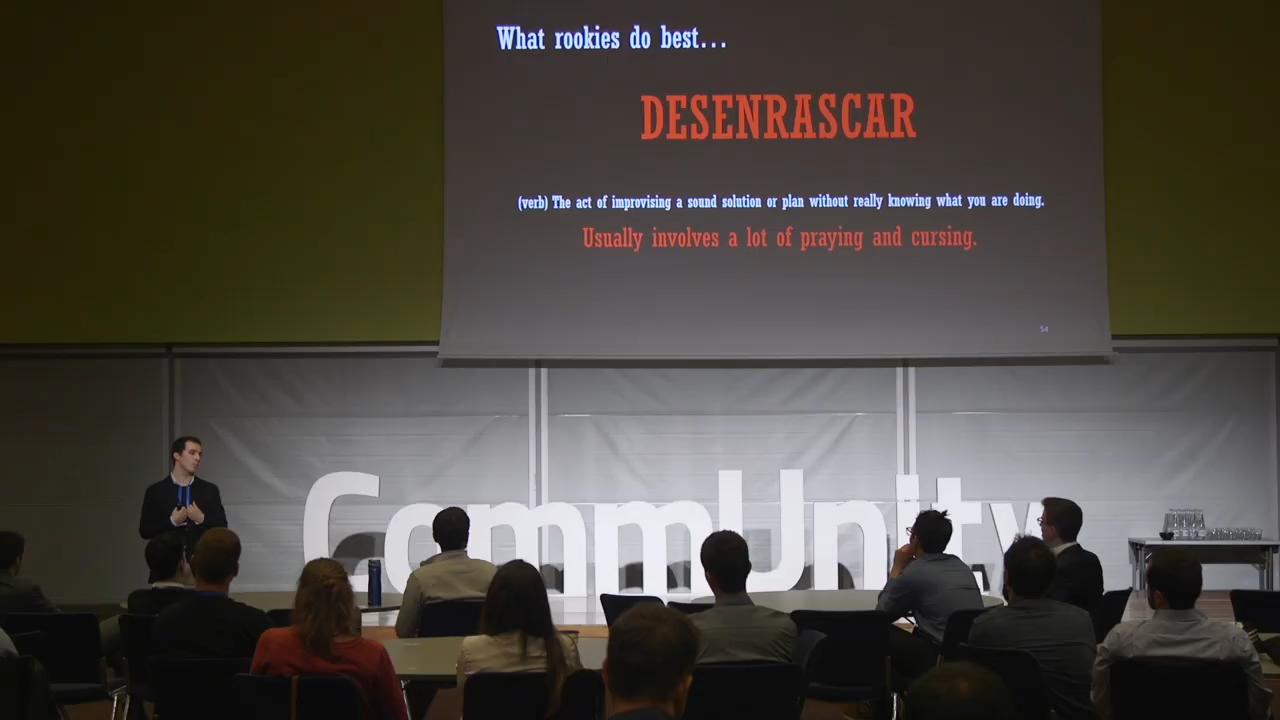 What rookies do best...
DESENRASCAR
(verb) The act of improvising a sound solution or plan without really knowing what you are doing.
Usually involves a lot of praying and cursing.
54
CommUnity